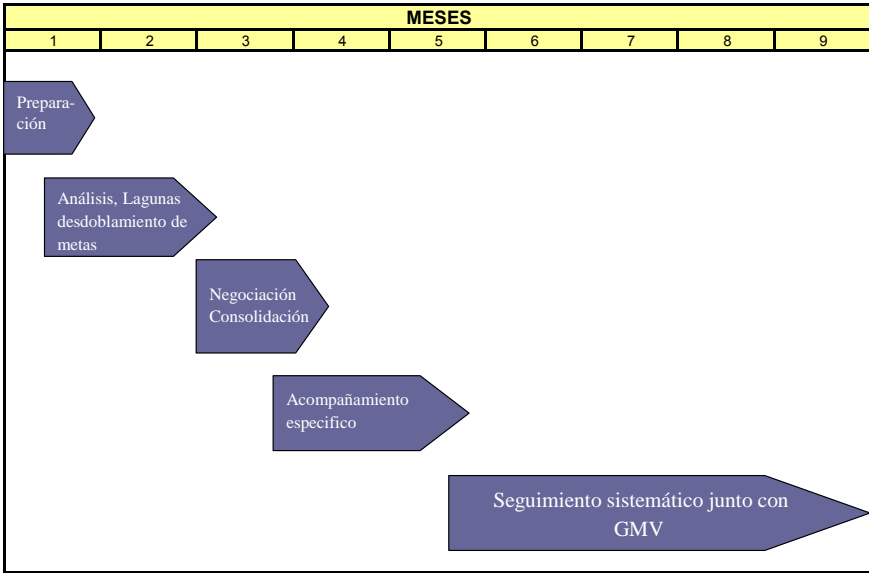 MESES
1 2 3 4 5 6 7 8 9
Prepara-
ción
Análisis, Lagunas
desdoblamiento de
metas
Negociación
Consolidación
Acompañamiento
especifico
Seguimiento sistemático junto con
GMV